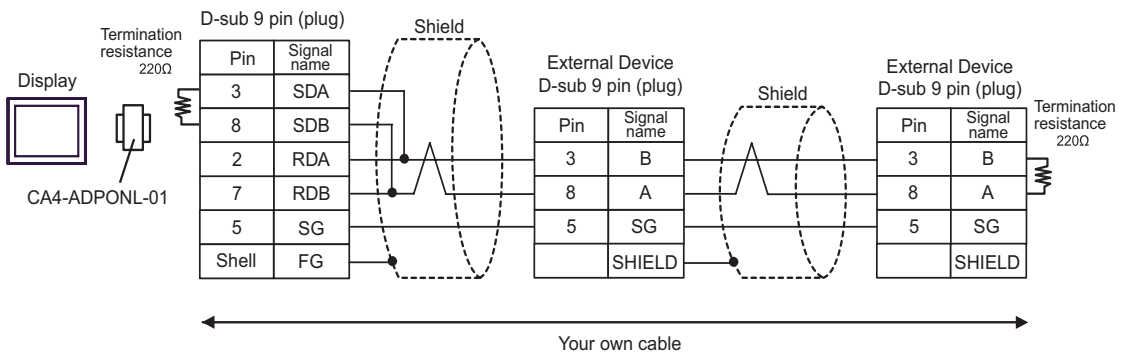 D-sub 9 pin (plug)
Termination
resistance
220Ω
Display
CA4-ADPONL-01
Pin Signal name
3 SDA
8 SDB
2 RDA
7 RDB
5 SG
Shell FG
Shield
External Device
D-sub 9 pin (plug)
Pin Signal name
3 B
8 A
5 SG
SHIELD
Shield
External Device
D-sub 9 pin (plug)
Pin Signal name
3 B
8 A
5 SG
SHIELD
Termination
resistance
220Ω
Your own cable